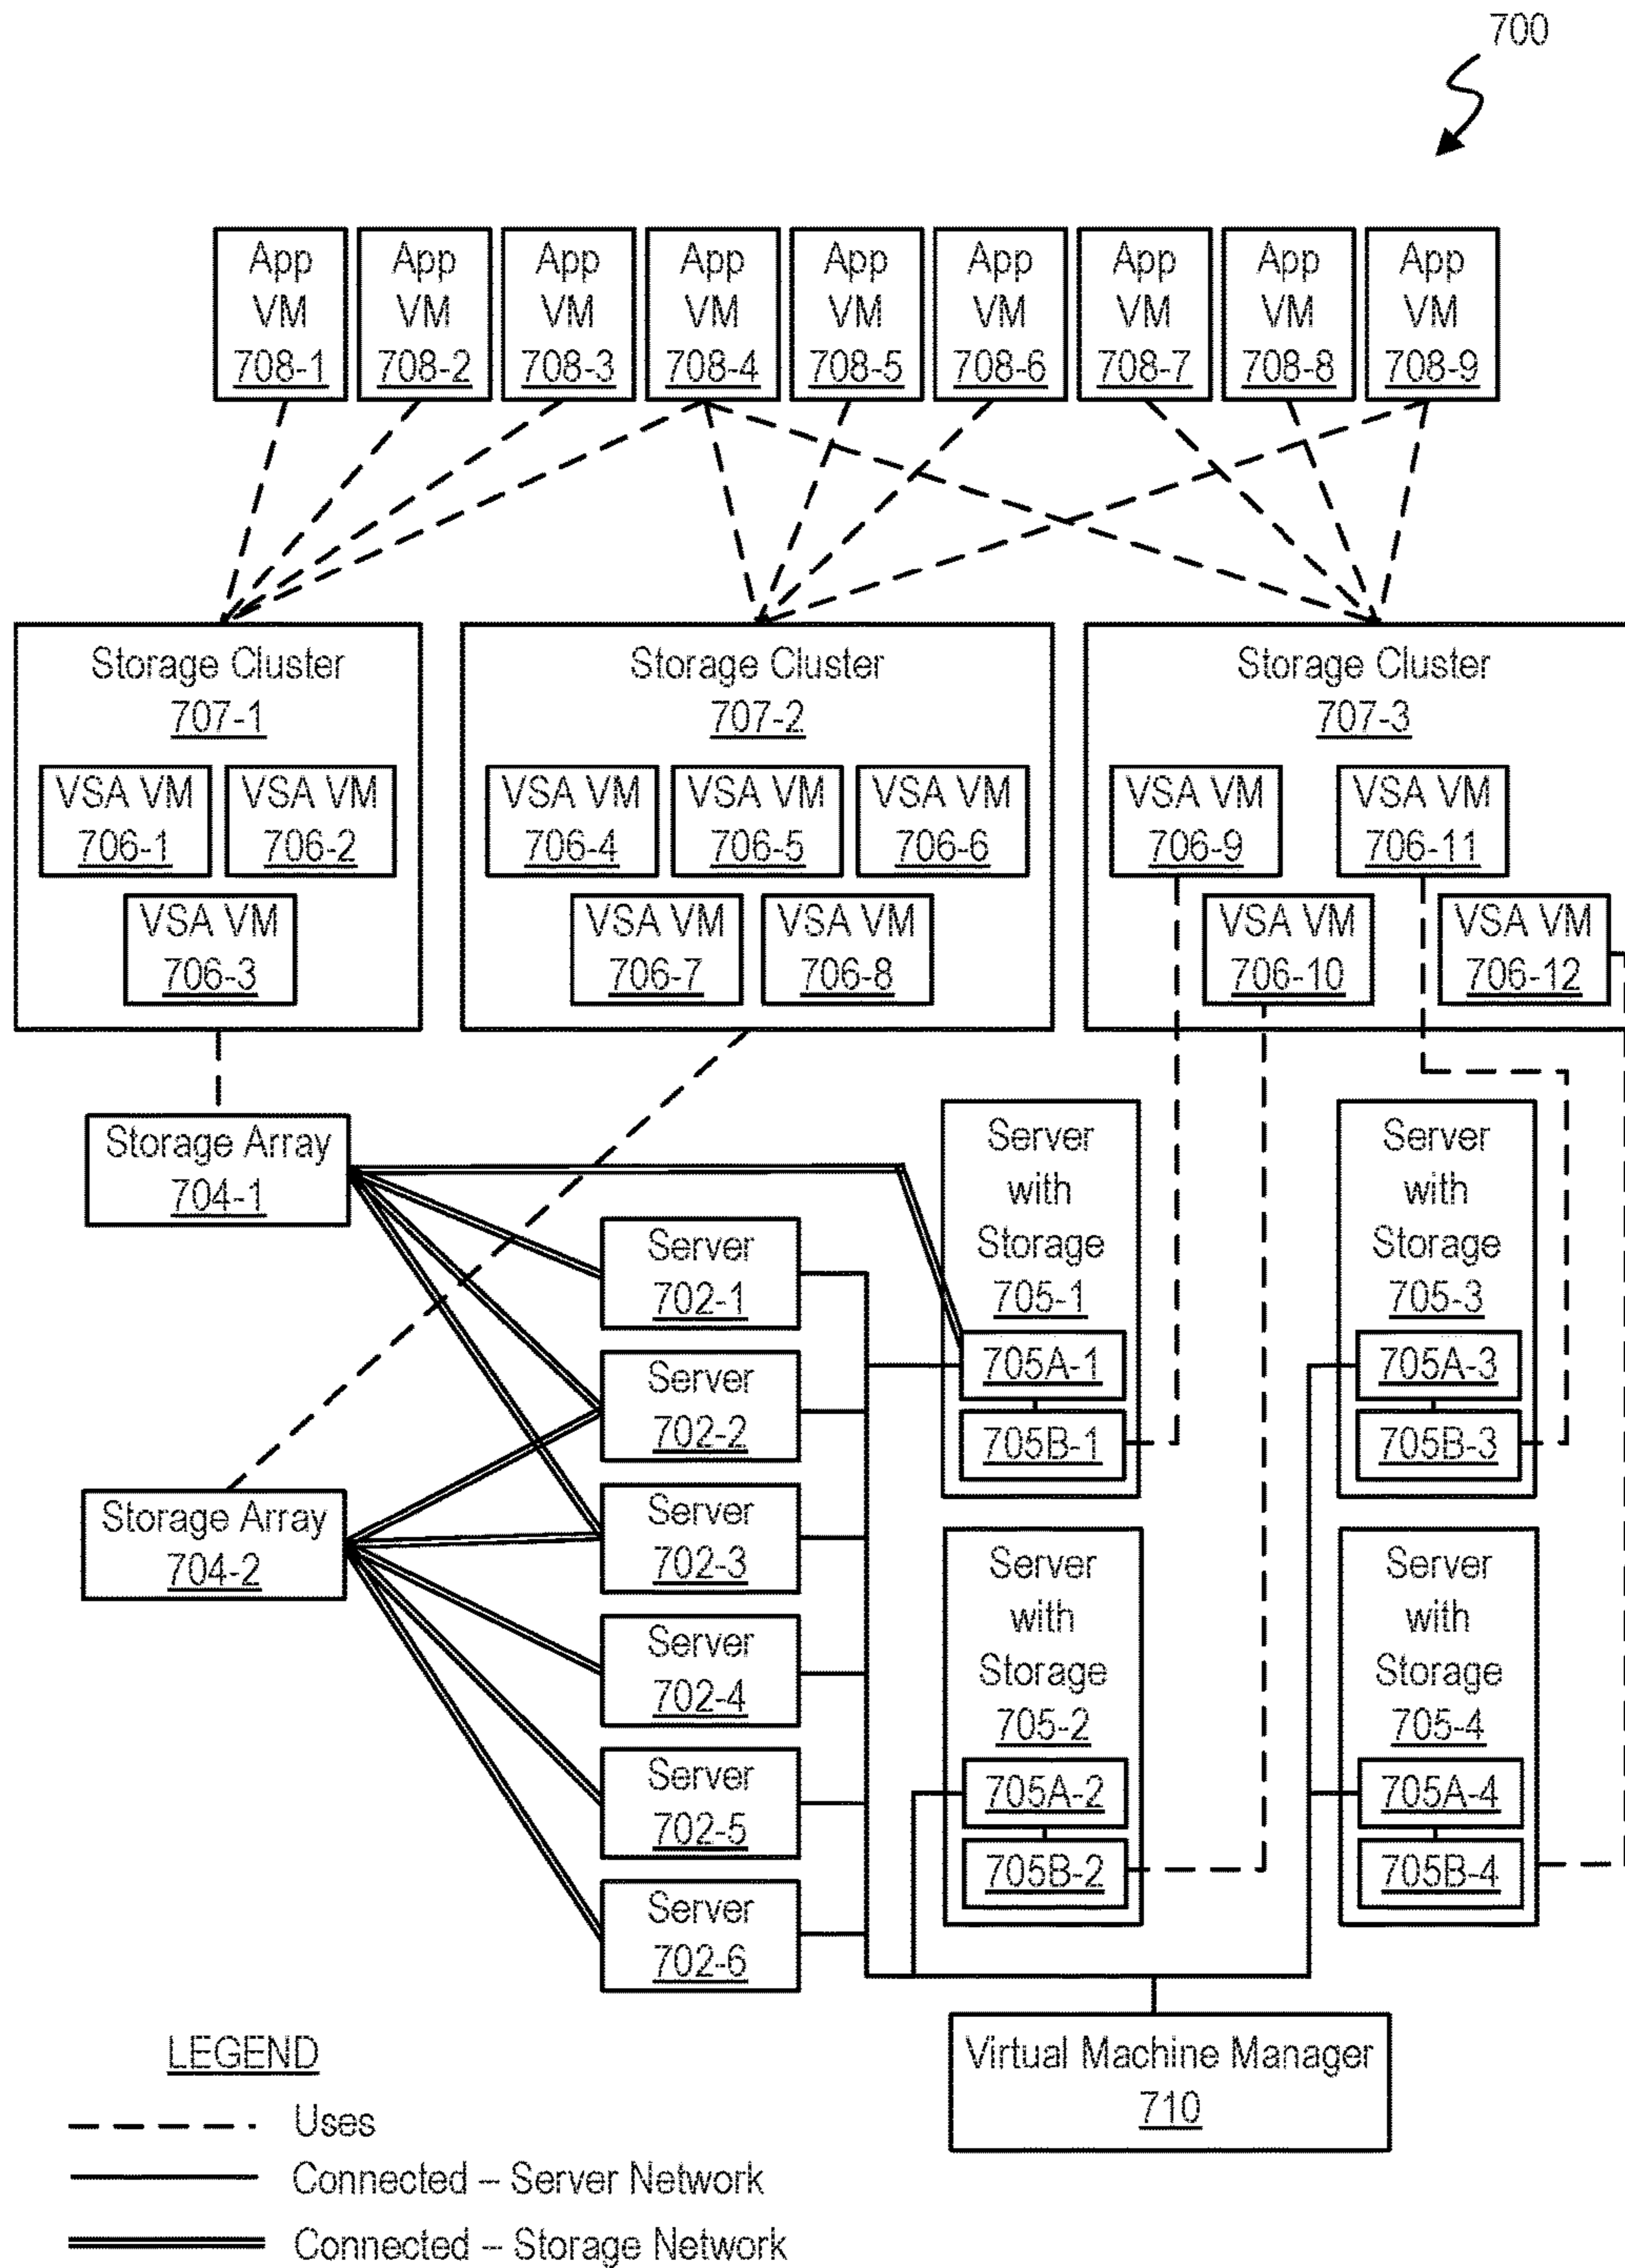 700
App
VM
708-1
App
VM
708-2
App
VM
708-3
App
VM
708-4
App
VM
708-5
App
VM
708-6
App
VM
708-7
App
VM
708-8
App
VM
708-9
Storage Cluster
707-1
VSA VM
706-1
VSA VM
706-2
VSA VM
706-3
Storage Cluster
707-2
VSA VM
706-4
VSA VM
706-5
VSA VM
706-6
VSA VM
706-7
VSA VM
706-8
Storage Cluster
707-3
VSA VM
706-9
VSA VM
706-11
VSA VM
706-10
VSA VM
706-12
Storage Array
704-1
Storage Array
704-2
Server
702-1
Server
702-2
Server
702-3
Server
702-4
Server
702-5
Server
702-6
Server
with
Storage
705-1
705A-1
705B-1
Server
with
Storage
705-3
705A-3
705B-3
Server
with
Storage
705-2
705A-2
705B-2
Server
with
Storage
705-4
705A-4
705B-4
Virtual Machine Manager
710
LEGEND
Uses
Connected – Server Network
Connected – Storage Network